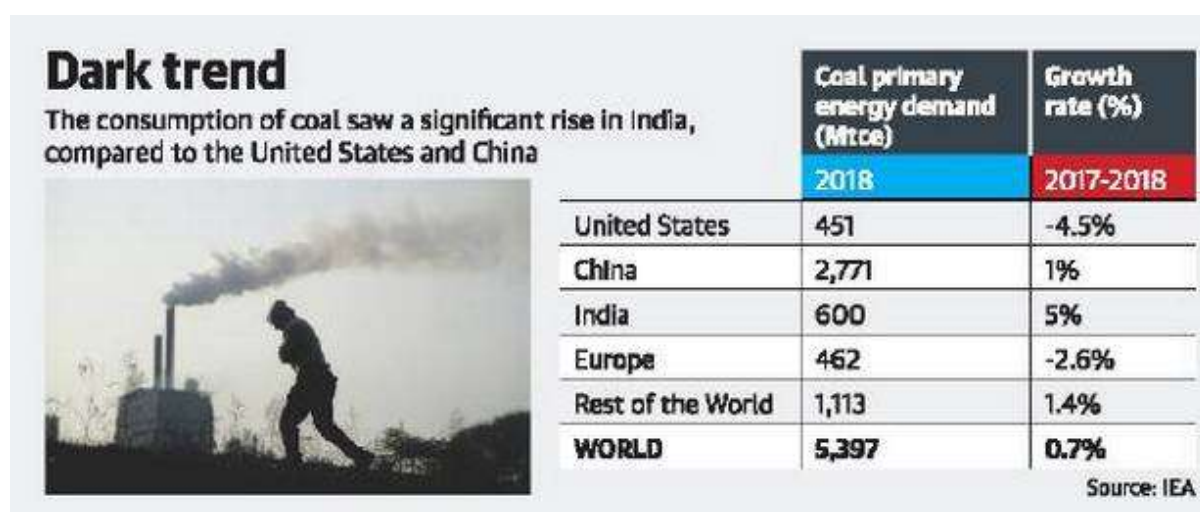 Dark trend
The consumption of coal saw a significant rise in India,
compared to the United States and China
Coal primary
energy demand
(Mtce)
Growth
rate (%)
2018
2017-2018
United States 451 -4.5%
China 2,771 1%
India 600 5%
Europe 462 -2.6%
Rest of the World 1,113 1.4%
WORLD 5,397 0.7%
Source: IEA